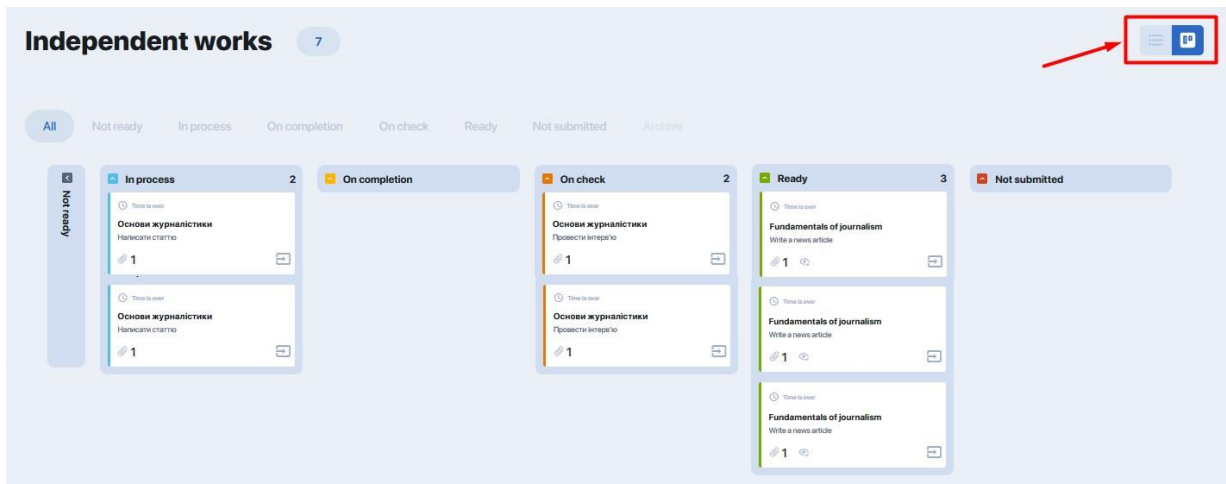 Independent works 7
All Not ready In process On completion On check Ready Not submitted Archive
Not ready
In process 2
Time is over
Основи журналістики
Написати статтю
1
Time is over
Основи журналістики
Написати статтю
1
On completion
On check 2
Time is over
Основи журналістики
Провести інтерв'ю
1
Time is over
Основи журналістики
Провести інтерв'ю
1
Ready 3
Time is over
Fundamentals of journalism
Write a news article
1
Time is over
Fundamentals of journalism
Write a news article
1
Time is over
Fundamentals of journalism
Write a news article
1
Not submitted